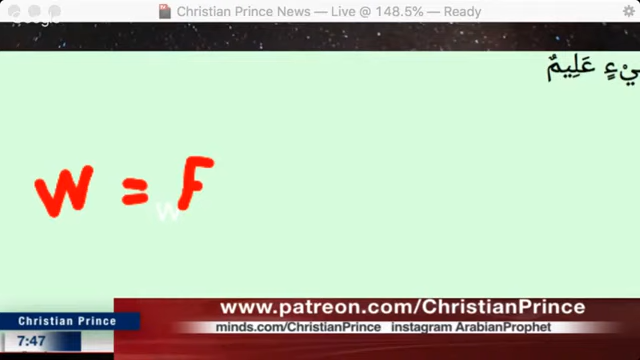 Christian Prince News — Live @ 148.5% — Ready
عَلِيمٌ
W = F
w
www.patreon.com/ChristianPrince
Christian Prince
minds.com/ChristianPrince instagram ArabianProphet
7:47